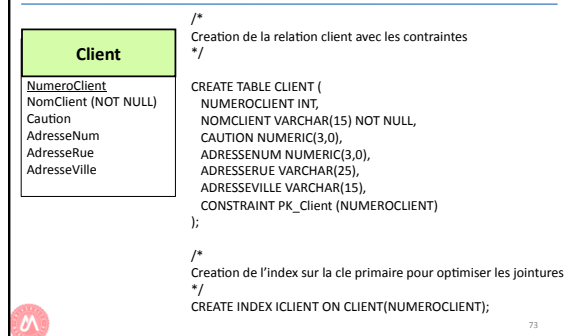 Client
NumeroClient
NomClient (NOT NULL)
Caution
AdresseNum
AdresseRue
AdresseVille
/*
Creation de la relation client avec les contraintes
*/
CREATE TABLE CLIENT (
NUMEROCLIENT INT,
NOMCLIENT VARCHAR(15) NOT NULL,
CAUTION NUMERIC(3,0),
ADRESSENUM NUMERIC(3,0),
ADRESSERUE VARCHAR(25),
ADRESSEVILLE VARCHAR(15),
CONSTRAINT PK_Client (NUMEROCLIENT)
);
/*
Creation de l’index sur la cle primaire pour optimiser les jointures
*/
CREATE INDEX ICLIENT ON CLIENT(NUMEROCLIENT);
73